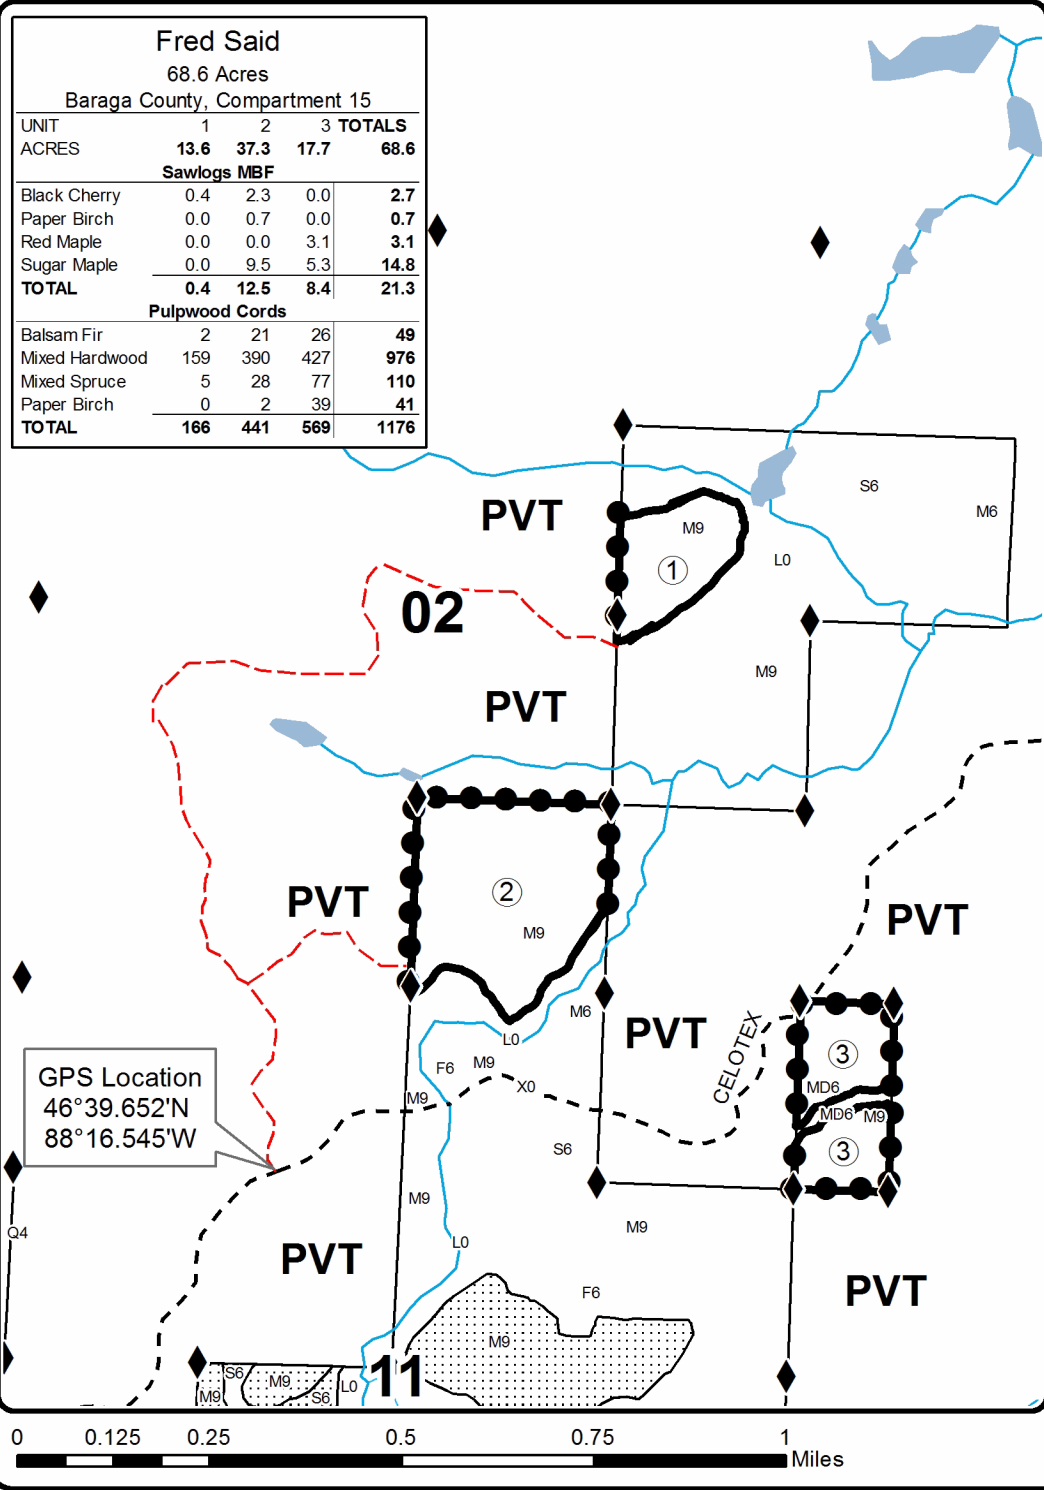 Fred Said
68.6 Acres
Baraga County, Compartment 15
UNIT 1 2 3 TOTALS
ACRES 13.6 37.3 17.7 68.6
Sawlogs MBF
Black Cherry 0.4 2.3 0.0 2.7
Paper Birch 0.0 0.7 0.0 0.7
Red Maple 0.0 0.0 3.1 3.1
Sugar Maple 0.0 9.5 5.3 14.8
TOTAL 0.4 12.5 8.4 21.3
Pulpwood Cords
Balsam Fir 2 21 26 49
Mixed Hardwood 159 390 427 976
Mixed Spruce 5 28 77 110
Paper Birch 0 2 39 41
TOTAL 166 441 569 1176
S6
M6
PVT
M9
L0
1
02
M9
PVT
2
PVT
M9
PVT
M6
PVT
L0
CELOTEX
3
M9
F6
X0
M9
MD6
MD6 M9
3
GPS Location
46°39.652'N
88°16.545'W
S6
M9
M9
Q4
L0
PVT
F6
PVT
M9
11
S6
M9
L0
M9
S6
0 0.125 0.25 0.5 0.75 1
Miles